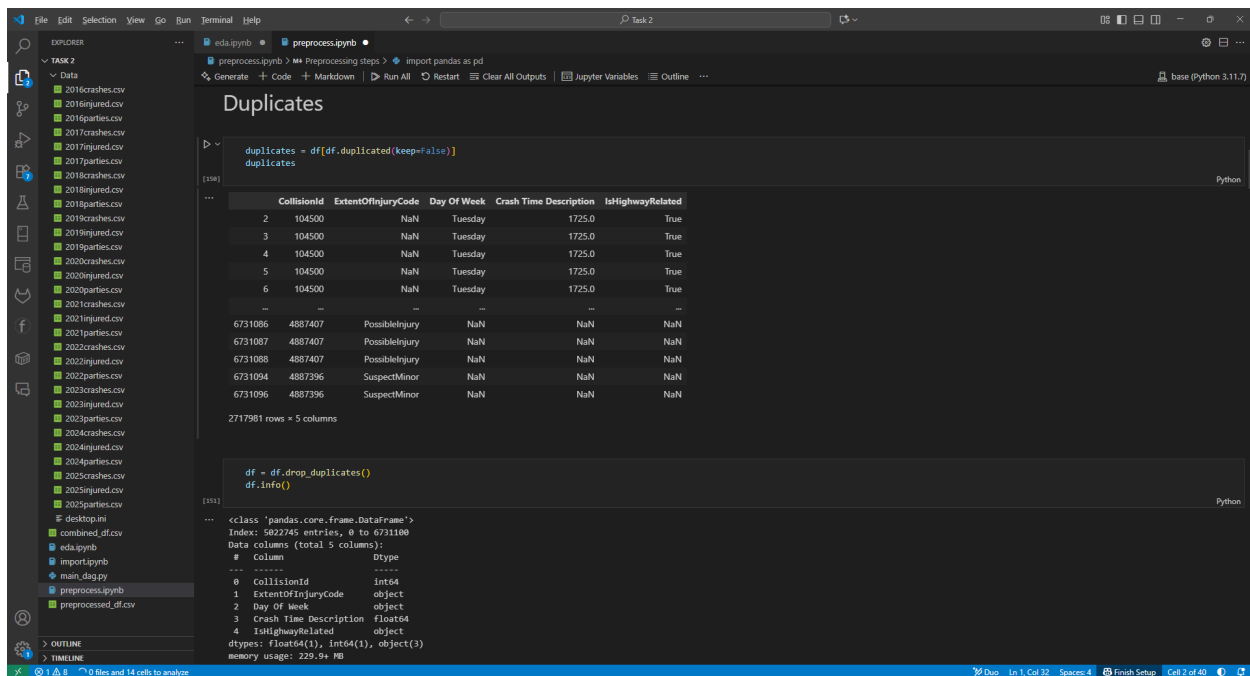 File Edit Selection View Go Run Terminal Help
Task 2
EXPLORER
eda.ipynb
preprocess.ipynb
TASK 2
preprocess.ipynb > M+ Preprocessing steps > import pandas as pd
Generate + Code + Markdown Run All Restart Clear All Outputs Jupyter Variables Outline ...
base (Python 3.11.7)
Data
2016crashes.csv
2016injured.csv
2016parties.csv
2017crashes.csv
2017injured.csv
2017parties.csv
2018crashes.csv
2018injured.csv
2018parties.csv
2019crashes.csv
2019injured.csv
2019parties.csv
2020crashes.csv
2020injured.csv
2020parties.csv
2021crashes.csv
2021injured.csv
2021parties.csv
2022crashes.csv
2022injured.csv
2022parties.csv
2023crashes.csv
2023injured.csv
2023parties.csv
2024crashes.csv
2024injured.csv
2024parties.csv
2025crashes.csv
2025injured.csv
2025parties.csv
desktop.ini
combined_df.csv
eda.ipynb
import.ipynb
main_dag.py
preprocess.ipynb
preprocessed_df.csv
OUTLINE
TIMELINE
Duplicates
duplicates = df[df.duplicated(keep=False)]
duplicates
[150]
Python
CollisionId ExtentOfInjuryCode Day Of Week Crash Time Description IsHighwayRelated
2 104500 NaN Tuesday 1725.0 True
3 104500 NaN Tuesday 1725.0 True
4 104500 NaN Tuesday 1725.0 True
5 104500 NaN Tuesday 1725.0 True
6 104500 NaN Tuesday 1725.0 True
... ... ... ... ... ...
6731086 4887407 PossibleInjury NaN NaN NaN
6731087 4887407 PossibleInjury NaN NaN NaN
6731088 4887407 PossibleInjury NaN NaN NaN
6731094 4887396 SuspectMinor NaN NaN NaN
6731096 4887396 SuspectMinor NaN NaN NaN
2717981 rows × 5 columns
df = df.drop_duplicates()
df.info()
[151]
Python
<class 'pandas.core.frame.DataFrame'>
Index: 5022745 entries, 0 to 6731100
Data columns (total 5 columns):
# Column Dtype
--- ------ -----
0 CollisionId int64
1 ExtentOfInjuryCode object
2 Day Of Week object
3 Crash Time Description float64
4 IsHighwayRelated object
dtypes: float64(1), int64(1), object(3)
memory usage: 229.9+ MB
1 8 0 files and 14 cells to analyze
Duo Ln 1, Col 32 Spaces: 4 Finish Setup Cell 2 of 40